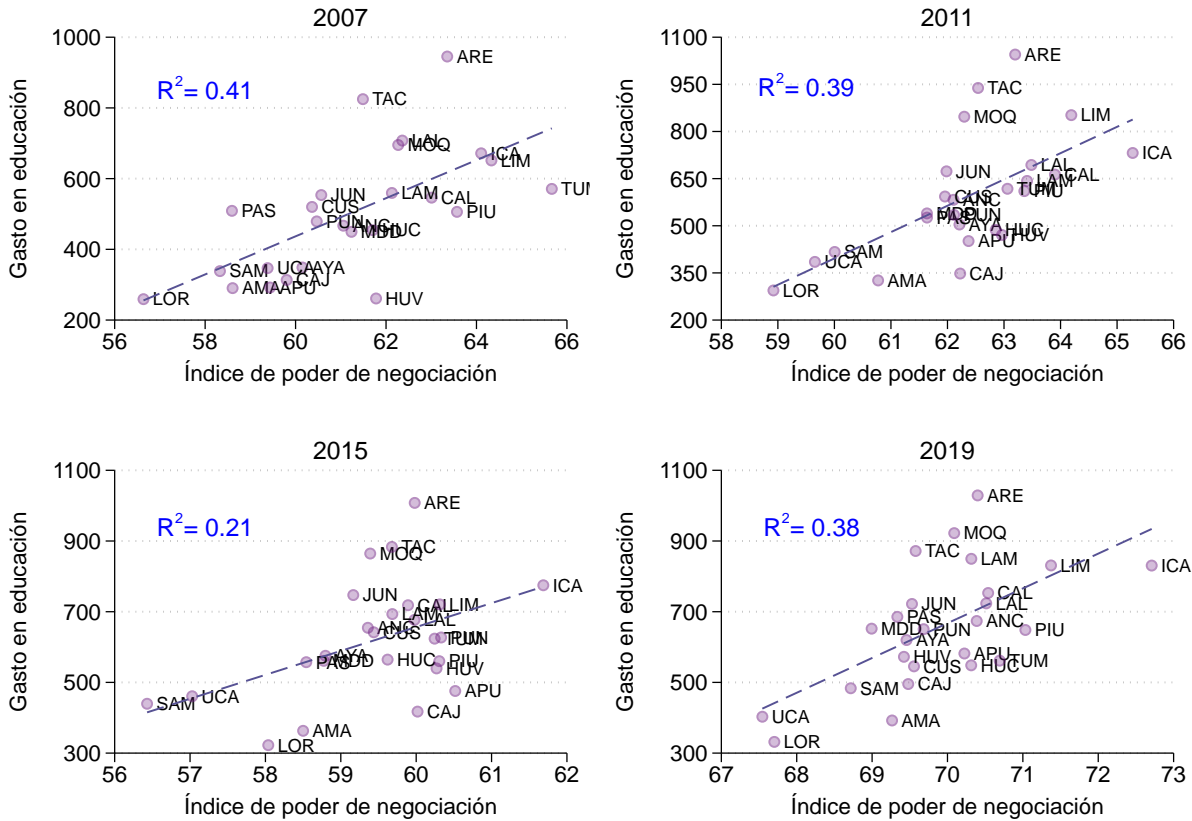 2007
1000
800
600
400
200
Gasto en educación
R²= 0.41
ARE
TAC
LAL
MOQ
ICA
LIM
TUM
JUN
LAM
CAL
PAS
CUS
PIU
PUN
ANC
HUC
MDD
SAM
UCA
AYA
CAJ
AMA
APU
LOR
HUV
56 58 60 62 64 66
Índice de poder de negociación
2011
1100
950
800
650
500
350
200
Gasto en educación
R²= 0.39
ARE
TAC
MOQ
LIM
ICA
JUN
LAL
CAL
LAM
TUM
PIU
CUS
ANC
MDD
PUN
PAS
AYA
HUC
HUV
APU
SAM
UCA
CAJ
AMA
LOR
58 59 60 61 62 63 64 65 66
Índice de poder de negociación
2015
1100
900
700
500
300
Gasto en educación
R²= 0.21
ARE
TAC
MOQ
ICA
JUN
CAL
LIM
LAM
LAL
ANC
CUS
TUM
PUN
AYA
PAS
MDD
HUC
PIU
HUV
APU
SAM
UCA
CAJ
AMA
LOR
56 57 58 59 60 61 62
Índice de poder de negociación
2019
1100
900
700
500
300
Gasto en educación
R²= 0.38
ARE
MOQ
TAC
LAM
LIM
ICA
CAL
JUN
LAL
PAS
ANC
MDD
PUN
PIU
AYA
HUV
APU
TUM
CUS
HUC
SAM
CAJ
UCA
AMA
LOR
67 68 69 70 71 72 73
Índice de poder de negociación